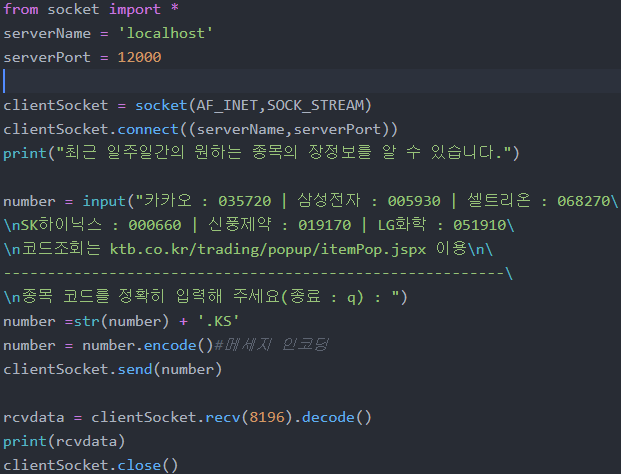 from socket import *
serverName = 'localhost'
serverPort = 12000
clientSocket = socket(AF_INET,SOCK_STREAM)
clientSocket.connect((serverName,serverPort))
print("최근 일주일간의 원하는 종목의 장정보를 알 수 있습니다.")
number = input("카카오 : 035720 | 삼성전자 : 005930 | 셀트리온 : 068270\
\nSK하이닉스 : 000660 | 신풍제약 : 019170 | LG화학 : 051910\
\n코드조회는 ktb.co.kr/trading/popup/itemPop.jspx 이용\n\
--------------------------------------------------------\
\n종목 코드를 정확히 입력해 주세요(종료 : q) : ")
number =str(number) + '.KS'
number = number.encode()#메세지 인코딩
clientSocket.send(number)
rcvdata = clientSocket.recv(8196).decode()
print(rcvdata)
clientSocket.close()